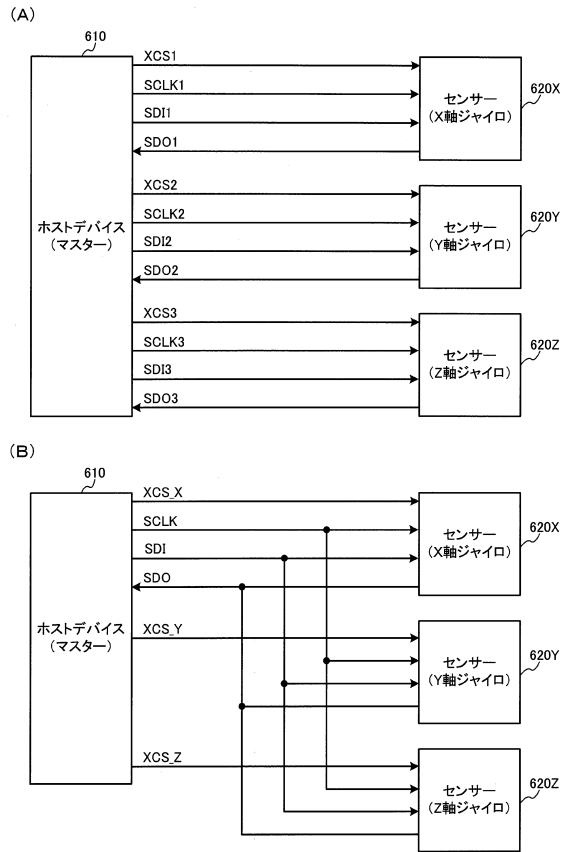 (A)
610
XCS1
SCLK1
SDI1
SDO1
センサー
(X軸ジャイロ)
620X
ホストデバイス
(マスター)
XCS2
SCLK2
SDI2
SDO2
センサー
(Y軸ジャイロ)
620Y
XCS3
SCLK3
SDI3
SDO3
センサー
(Z軸ジャイロ)
620Z
(B)
610
XCS_X
SCLK
SDI
SDO
センサー
(X軸ジャイロ)
620X
ホストデバイス
(マスター)
XCS_Y
センサー
(Y軸ジャイロ)
620Y
XCS_Z
センサー
(Z軸ジャイロ)
620Z